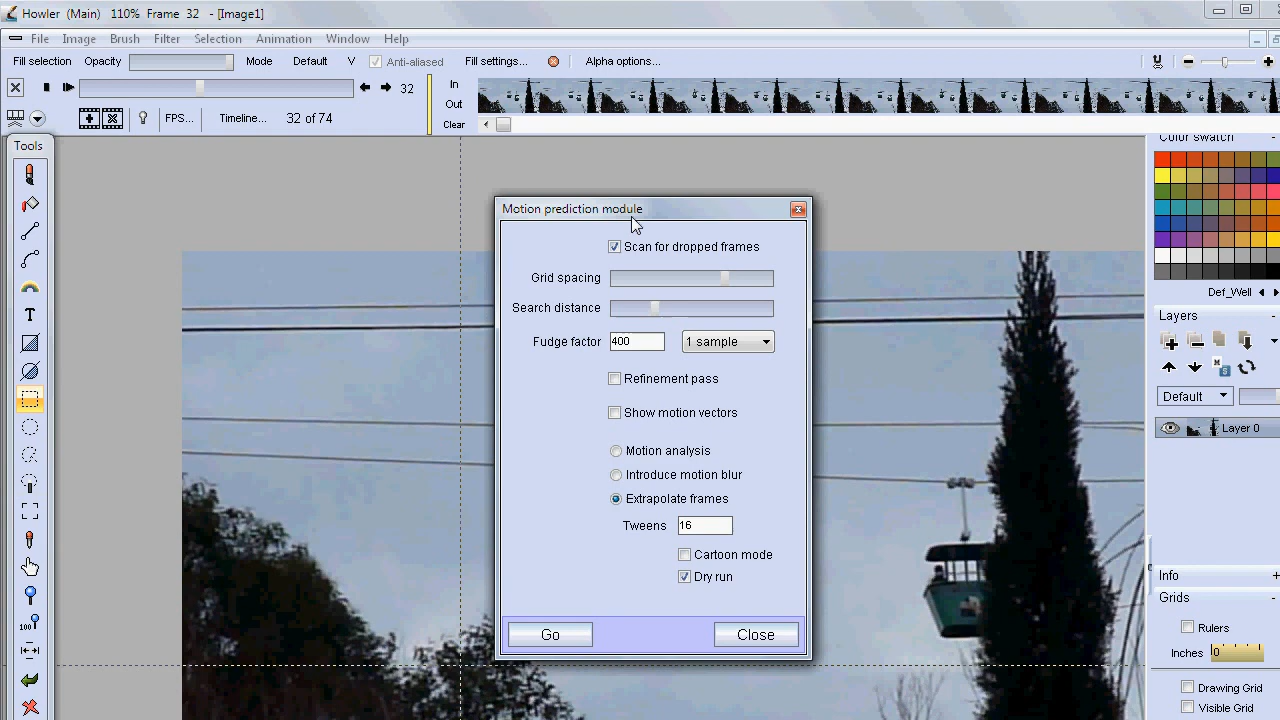 Howler (Main) 110% Frame 32 - [Image1]
File Image Brush Filter Selection Animation Window Help
Fill selection Opacity Mode Default V Anti-aliased Fill settings... Alpha options...
32
In
Out
Clear
FPS... Timeline... 32 of 74
Tools
T
100
Motion prediction module
Scan for dropped frames
Grid spacing
Search distance
Fudge factor 400 1 sample
Refinement pass
Show motion vectors
Motion analysis
Introduce motion blur
Extrapolate frames
Tweens 16
Cartoon mode
Dry run
Go Close
Color swatch -
Def_Well
Layers -
M
S
Default
Layer 0
Info +
Grids -
Rulers
Inches 0
Drawing Grid
Visible Grid